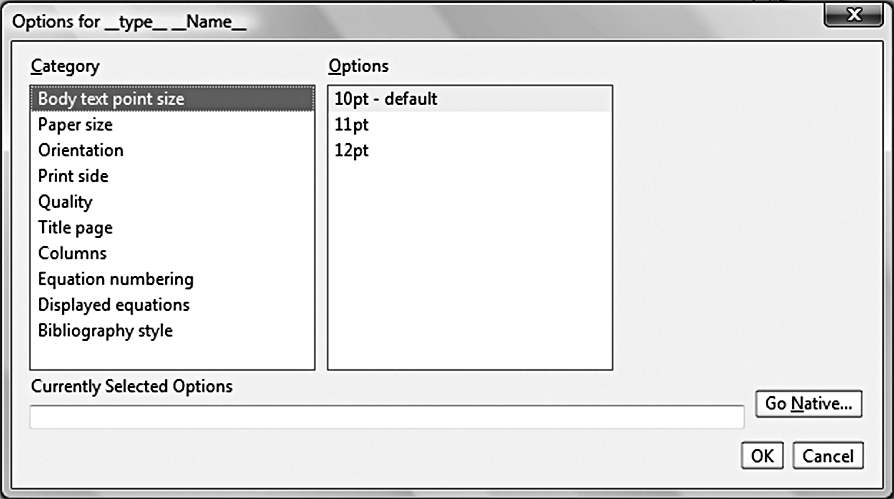 Options for __type__ __Name__
X
Category
Options
Body text point size
Paper size
Orientation
Print side
Quality
Title page
Columns
Equation numbering
Displayed equations
Bibliography style
10pt - default
11pt
12pt
Currently Selected Options
Go Native...
OK
Cancel